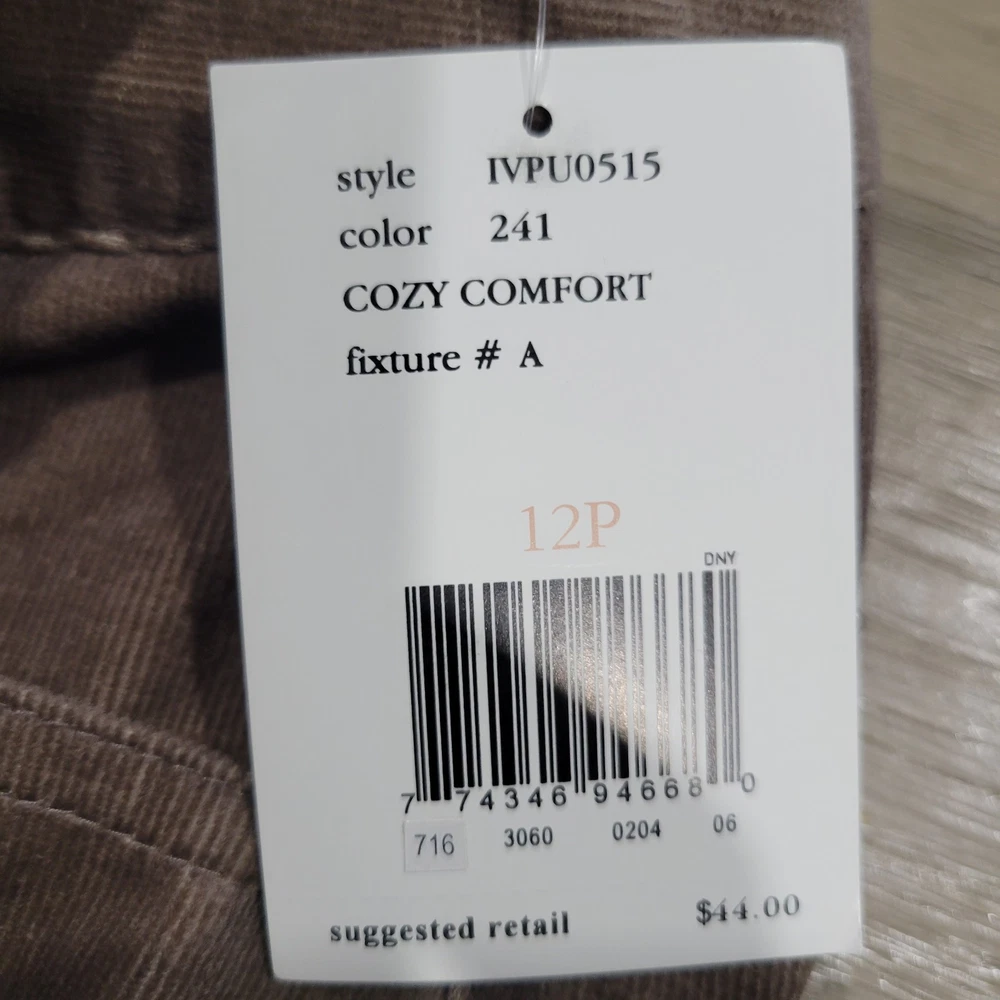 style IVPU0515
color 241
COZY COMFORT
fixture # A
12P
DNY
7 74346 94668 0
716 3060 0204 06
suggested retail $44.00